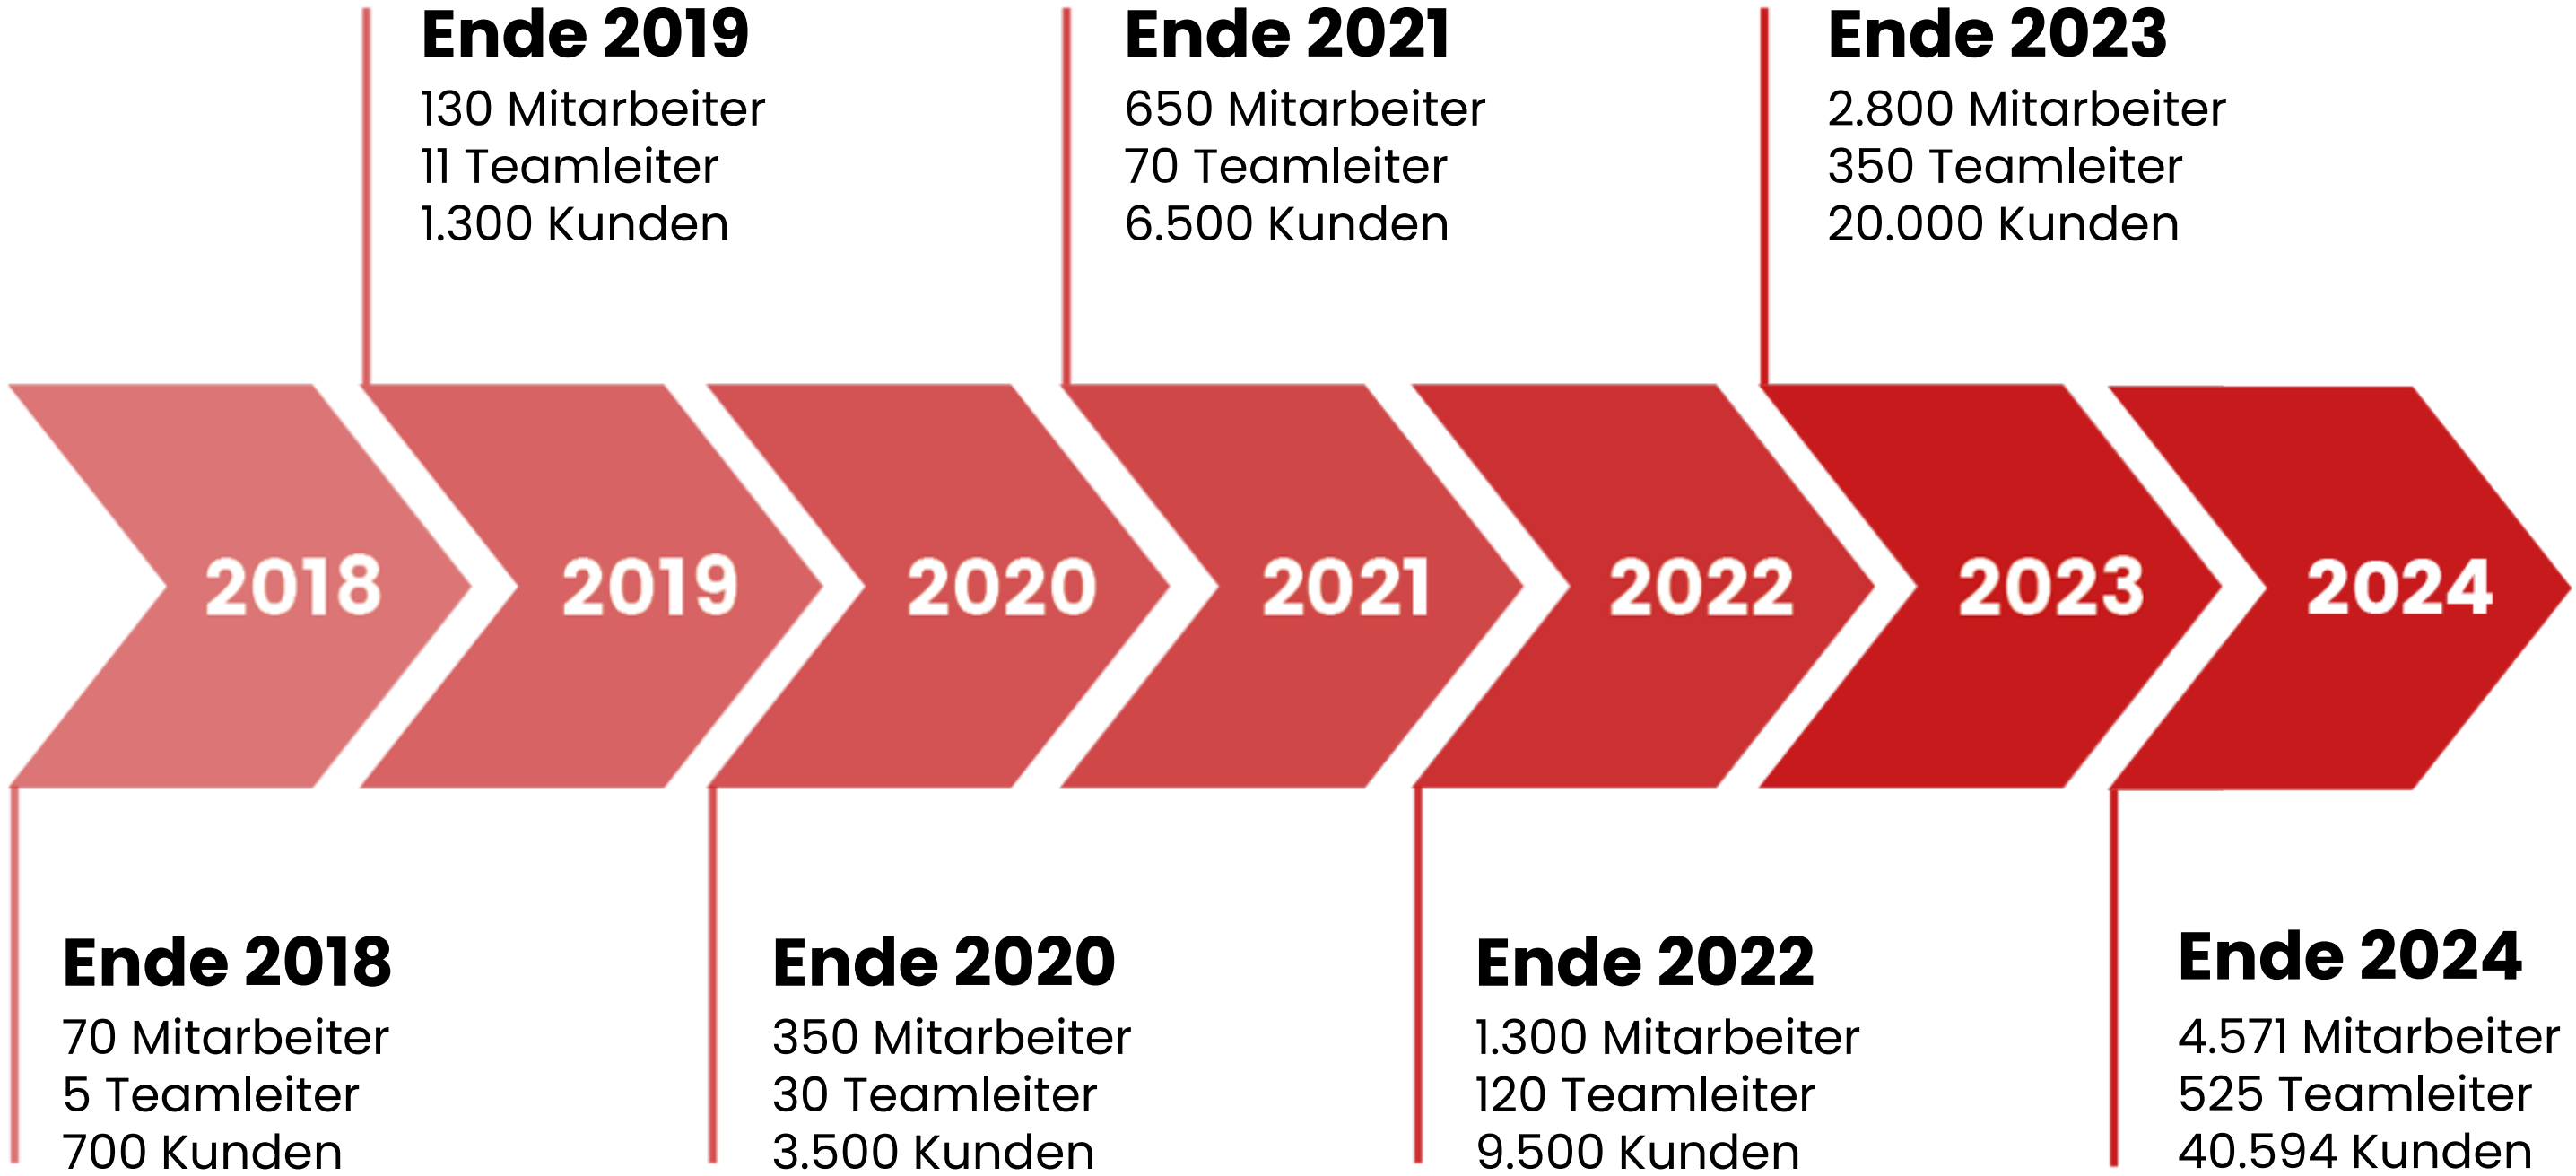 Ende 2019
130 Mitarbeiter
11 Teamleiter
1.300 Kunden
Ende 2021
650 Mitarbeiter
70 Teamleiter
6.500 Kunden
Ende 2023
2.800 Mitarbeiter
350 Teamleiter
20.000 Kunden
2018
2019
2020
2021
2022
2023
2024
Ende 2018
70 Mitarbeiter
5 Teamleiter
700 Kunden
Ende 2020
350 Mitarbeiter
30 Teamleiter
3.500 Kunden
Ende 2022
1.300 Mitarbeiter
120 Teamleiter
9.500 Kunden
Ende 2024
4.571 Mitarbeiter
525 Teamleiter
40.594 Kunden